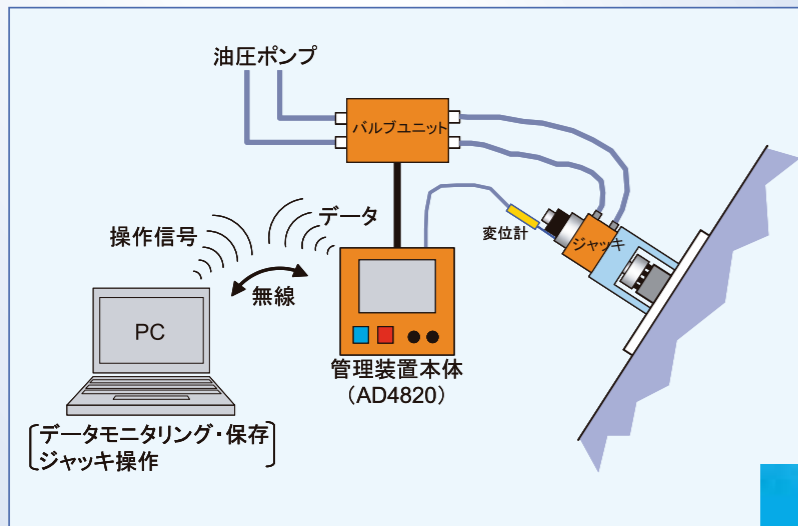 油圧ポンプ
バルブユニット
データ
操作信号
変位計
ジャッキ
無線
PC
管理装置本体
(AD4820)
データモニタリング・保存
ジャッキ操作